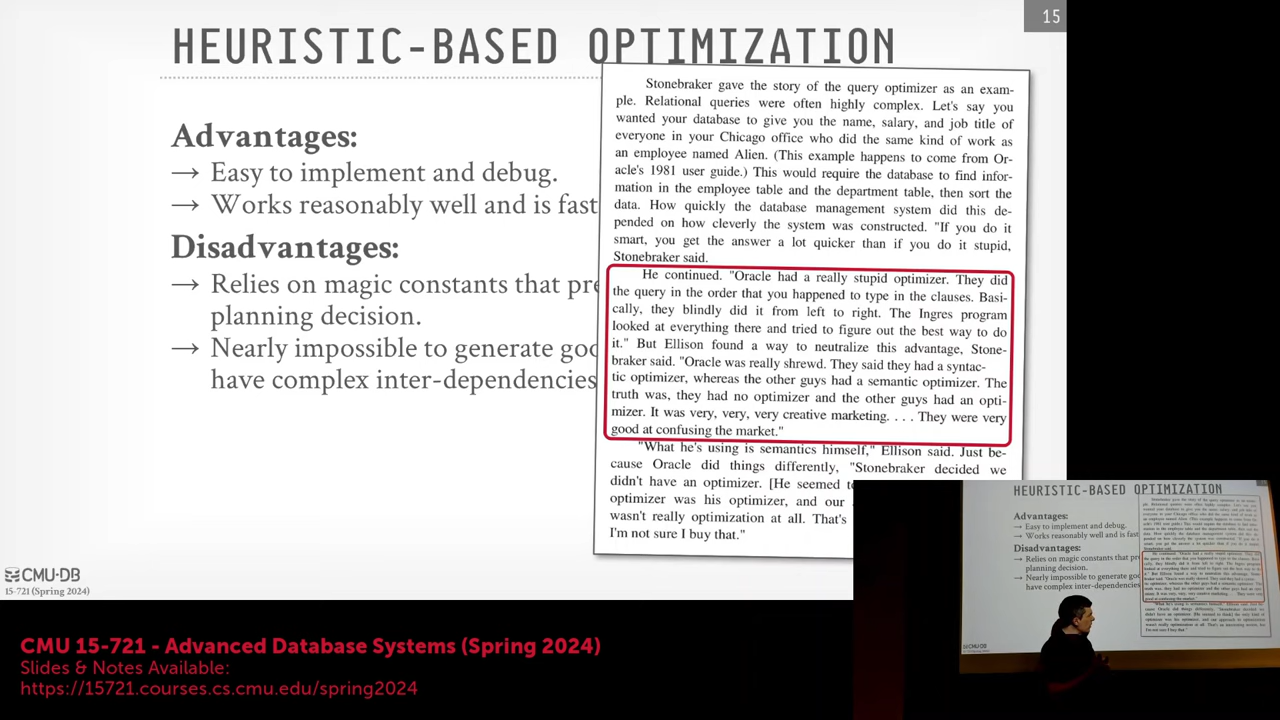 15
HEURISTIC-BASED OPTIMIZATION
Advantages:
→ Easy to implement and debug.
→ Works reasonably well and is fast
Disadvantages:
→ Relies on magic constants that pre
planning decision.
→ Nearly impossible to generate goo
have complex inter-dependencies
Stonebraker gave the story of the query optimizer as an exam-
ple. Relational queries were often highly complex. Let's say you
wanted your database to give you the name, salary, and job title of
everyone in your Chicago office who did the same kind of work as
an employee named Alien. (This example happens to come from Or-
acle's 1981 user guide.) This would require the database to find infor-
mation in the employee table and the department table, then sort the
data. How quickly the database management system did this de-
pended on how cleverly the system was constructed. "If you do it
smart, you get the answer a lot quicker than if you do it stupid,
Stonebraker said.
He continued. "Oracle had a really stupid optimizer. They did
the query in the order that you happened to type in the clauses. Basi-
cally, they blindly did it from left to right. The Ingres program
looked at everything there and tried to figure out the best way to do
it." But Ellison found a way to neutralize this advantage, Stone-
braker said. "Oracle was really shrewd. They said they had a syntac-
tic optimizer, whereas the other guys had a semantic optimizer. The
truth was, they had no optimizer and the other guys had an opti-
mizer. It was very, very, very creative marketing. . . . They were very
good at confusing the market."
"What he's using is semantics himself," Ellison said. Just be-
cause Oracle did things differently, "Stonebraker decided we
didn't have an optimizer. [He seemed to
optimizer was his optimizer, and our
wasn't really optimization at all. That's
I'm not sure I buy that."
CMU·DB
15-721 (Spring 2024)
HEURISTIC-BASED OPTIMIZATION
Advantages:
→ Easy to implement and debug.
→ Works reasonably well and is fast
Disadvantages:
→ Relies on magic constants that pre
planning decision.
→ Nearly impossible to generate goo
have complex inter-dependencies
CMU·DB
CMU 15-721 - Advanced Database Systems (Spring 2024)
Slides & Notes Available:
https://15721.courses.cs.cmu.edu/spring2024